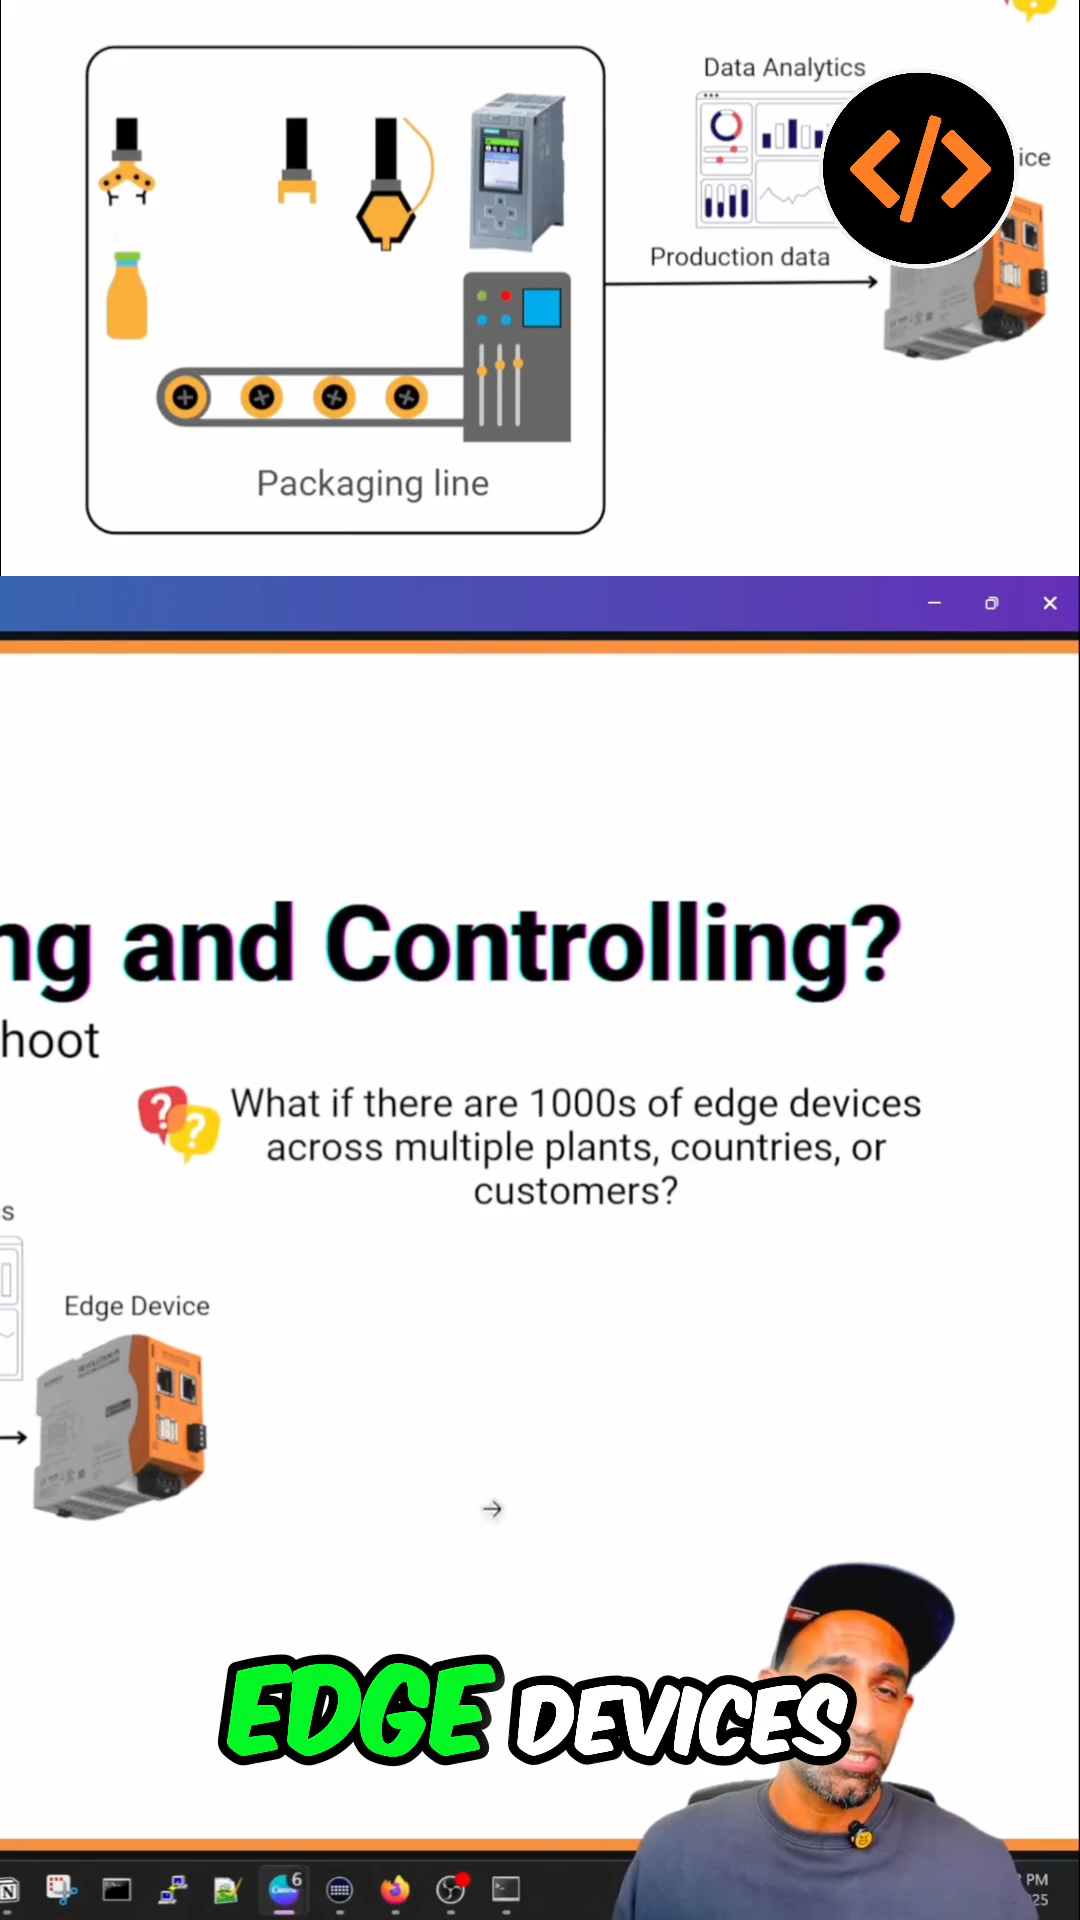 Data Analytics
ice
Production data
Packaging line
ng and Controlling?
hoot
What if there are 1000s of edge devices
across multiple plants, countries, or
customers?
s
Edge Device
EDGE DEVICES
6
PM
25